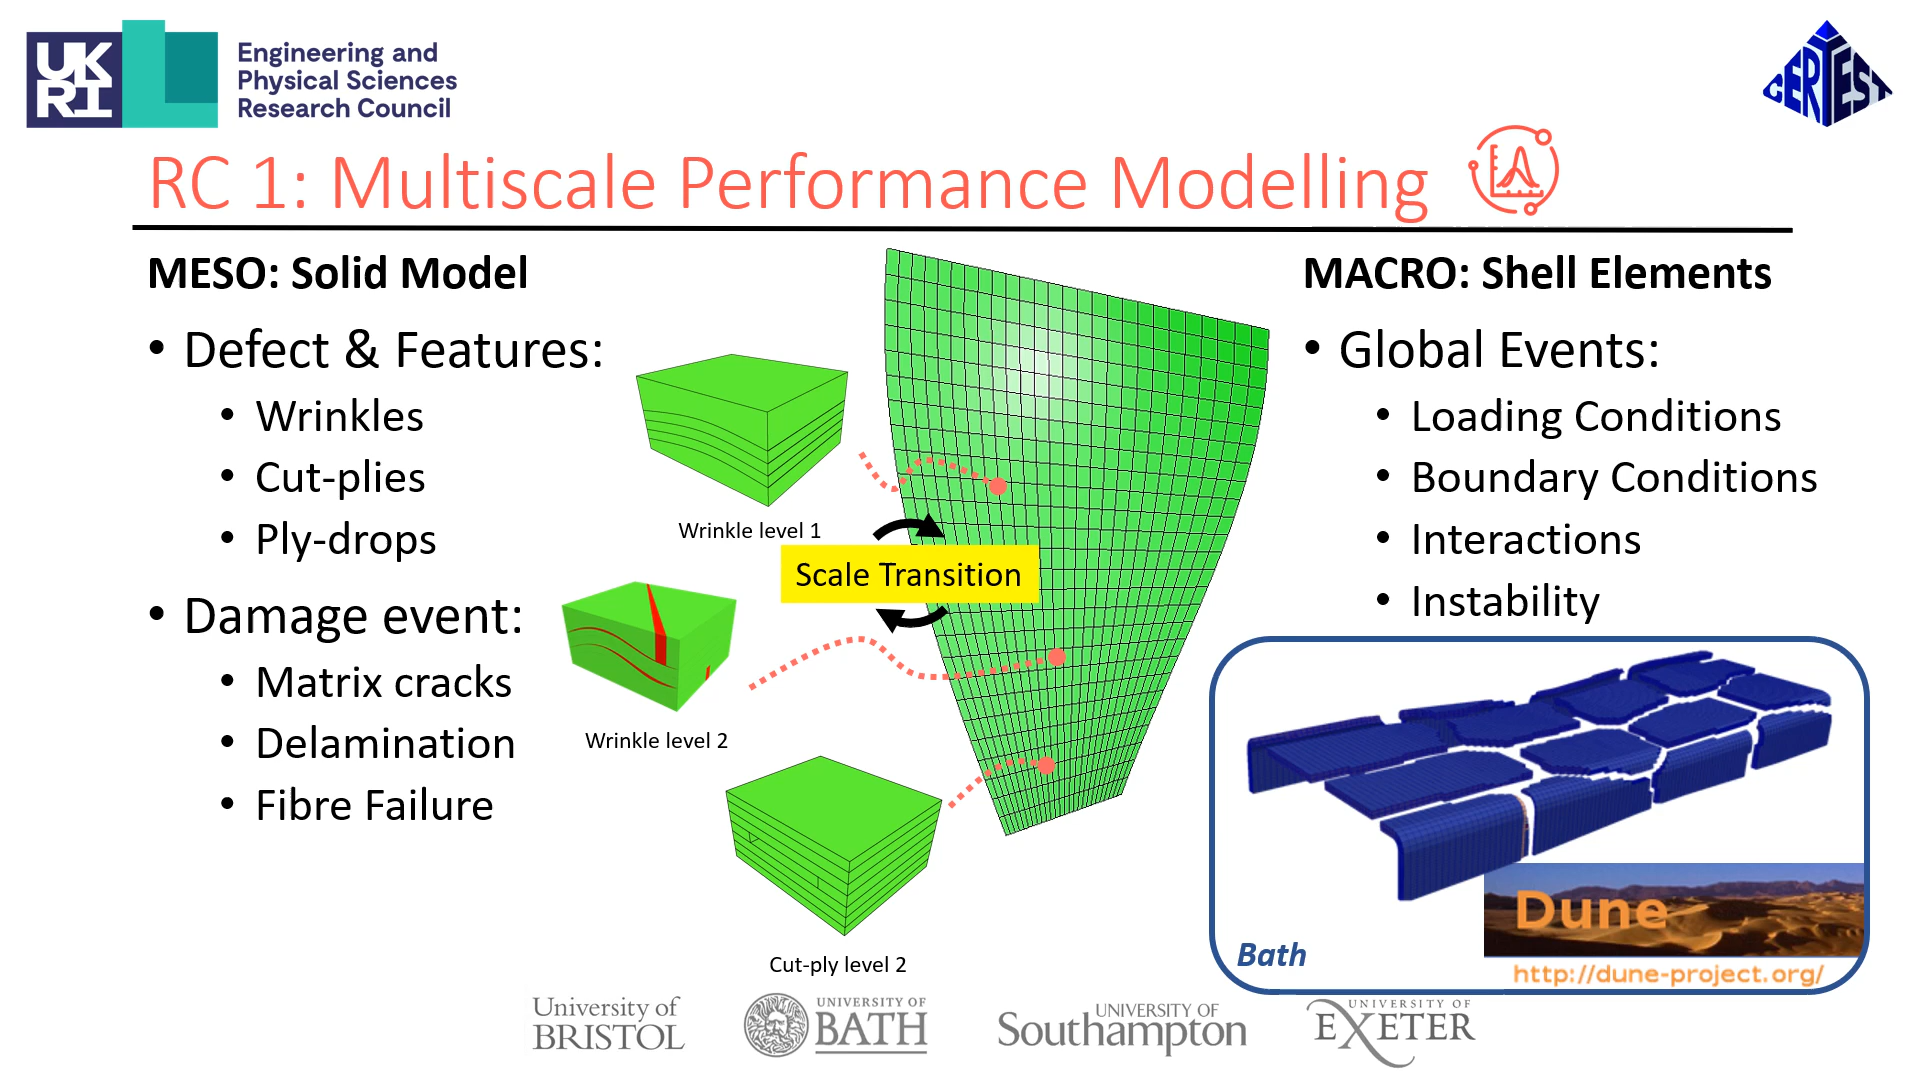 UK
RI
Engineering and
Physical Sciences
Research Council
CERTEST
RC 1: Multiscale Performance Modelling
MESO: Solid Model
• Defect & Features:
• Wrinkles
• Cut-plies
• Ply-drops
• Damage event:
• Matrix cracks
• Delamination
• Fibre Failure
Wrinkle level 1
Scale Transition
Wrinkle level 2
Cut-ply level 2
MACRO: Shell Elements
• Global Events:
• Loading Conditions
• Boundary Conditions
• Interactions
• Instability
Dune
Bath
http://dune-project.org/
University of
BRISTOL
UNIVERSITY OF
BATH
UNIVERSITY OF
Southampton
UNIVERSITY OF
EXETER